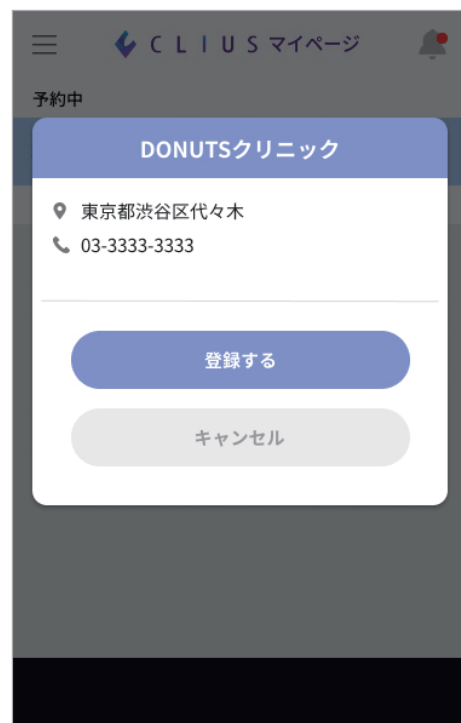 CLIUS マイページ
予約中
DONUTSクリニック
東京都渋谷区代々木
03-3333-3333
登録する
キャンセル